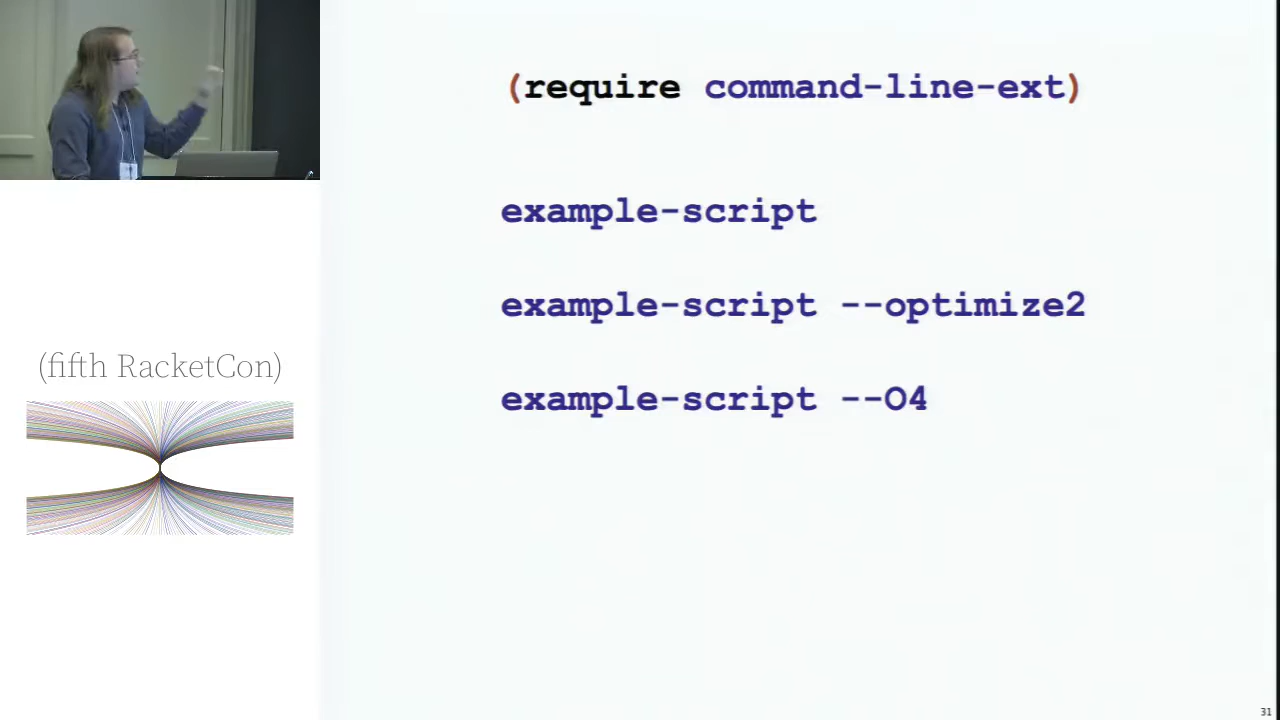 (require command-line-ext)
example-script
example-script --optimize2
example-script --O4
(fifth RacketCon)
31